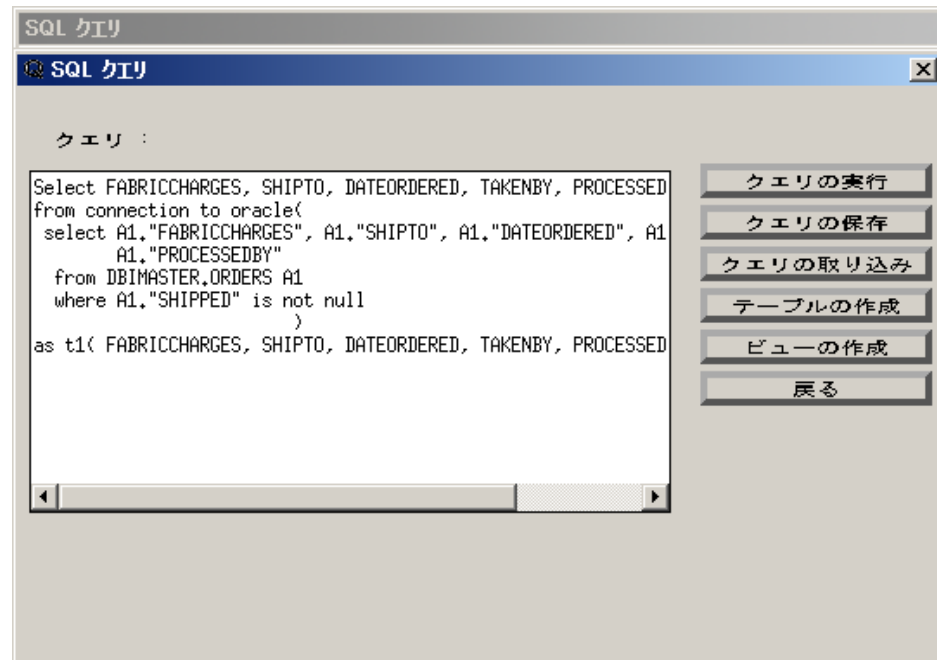 SQL クエリ
SQL クエリ
クエリ :
Select FABRICCHARGES, SHIPTO, DATEORDERED, TAKENBY, PROCESSED
from connection to oracle(
select A1."FABRICCHARGES", A1."SHIPTO", A1."DATEORDERED", A1
A1."PROCESSEDBY"
from DBIMASTER.ORDERS A1
where A1."SHIPPED" is not null
)
as t1( FABRICCHARGES, SHIPTO, DATEORDERED, TAKENBY, PROCESSED
クエリの実行
クエリの保存
クエリの取り込み
テーブルの作成
ビューの作成
戻る